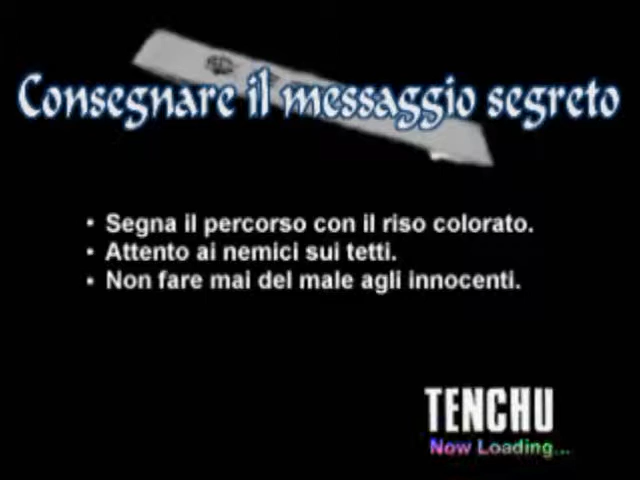 Consegnare il messaggio segreto
• Segna il percorso con il riso colorato.
• Attento ai nemici sui tetti.
• Non fare mai del male agli innocenti.
TENCHU
Now Loading...